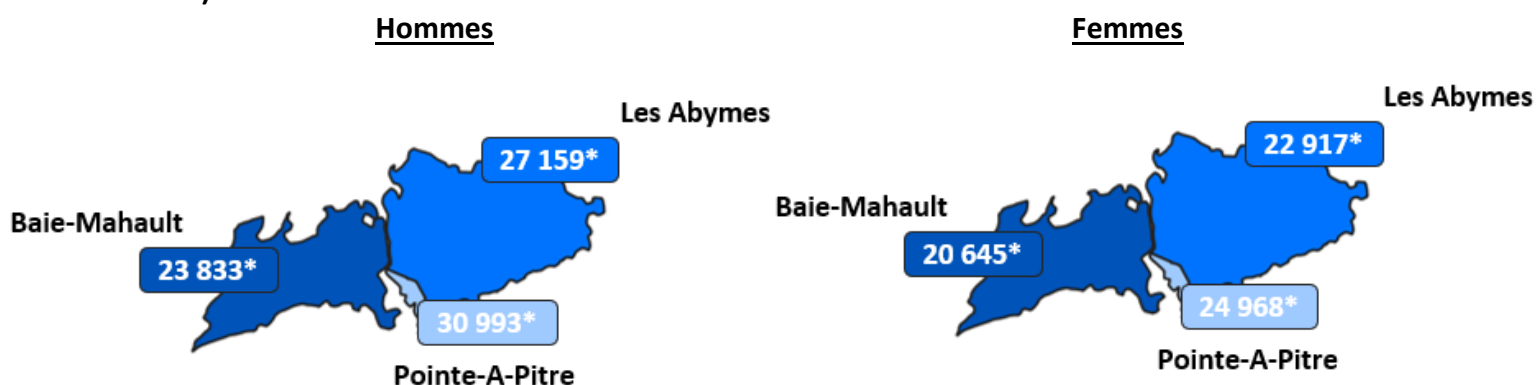 Hommes
Les Abymes
27 159*
Baie-Mahault
23 833*
30 993*
Pointe-A-Pitre
Femmes
Les Abymes
22 917*
Baie-Mahault
20 645*
24 968*
Pointe-A-Pitre